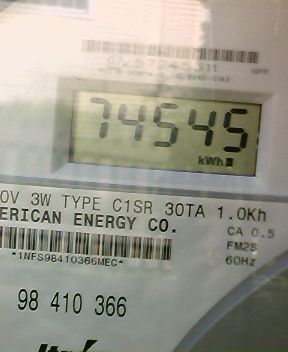 74545
kWh
0V 3W TYPE C1SR 30TA 1.0Kh
ERICAN ENERGY CO.
CA 0.5
FM2S
60Hz
*1NFS98410366MEC*
98 410 366